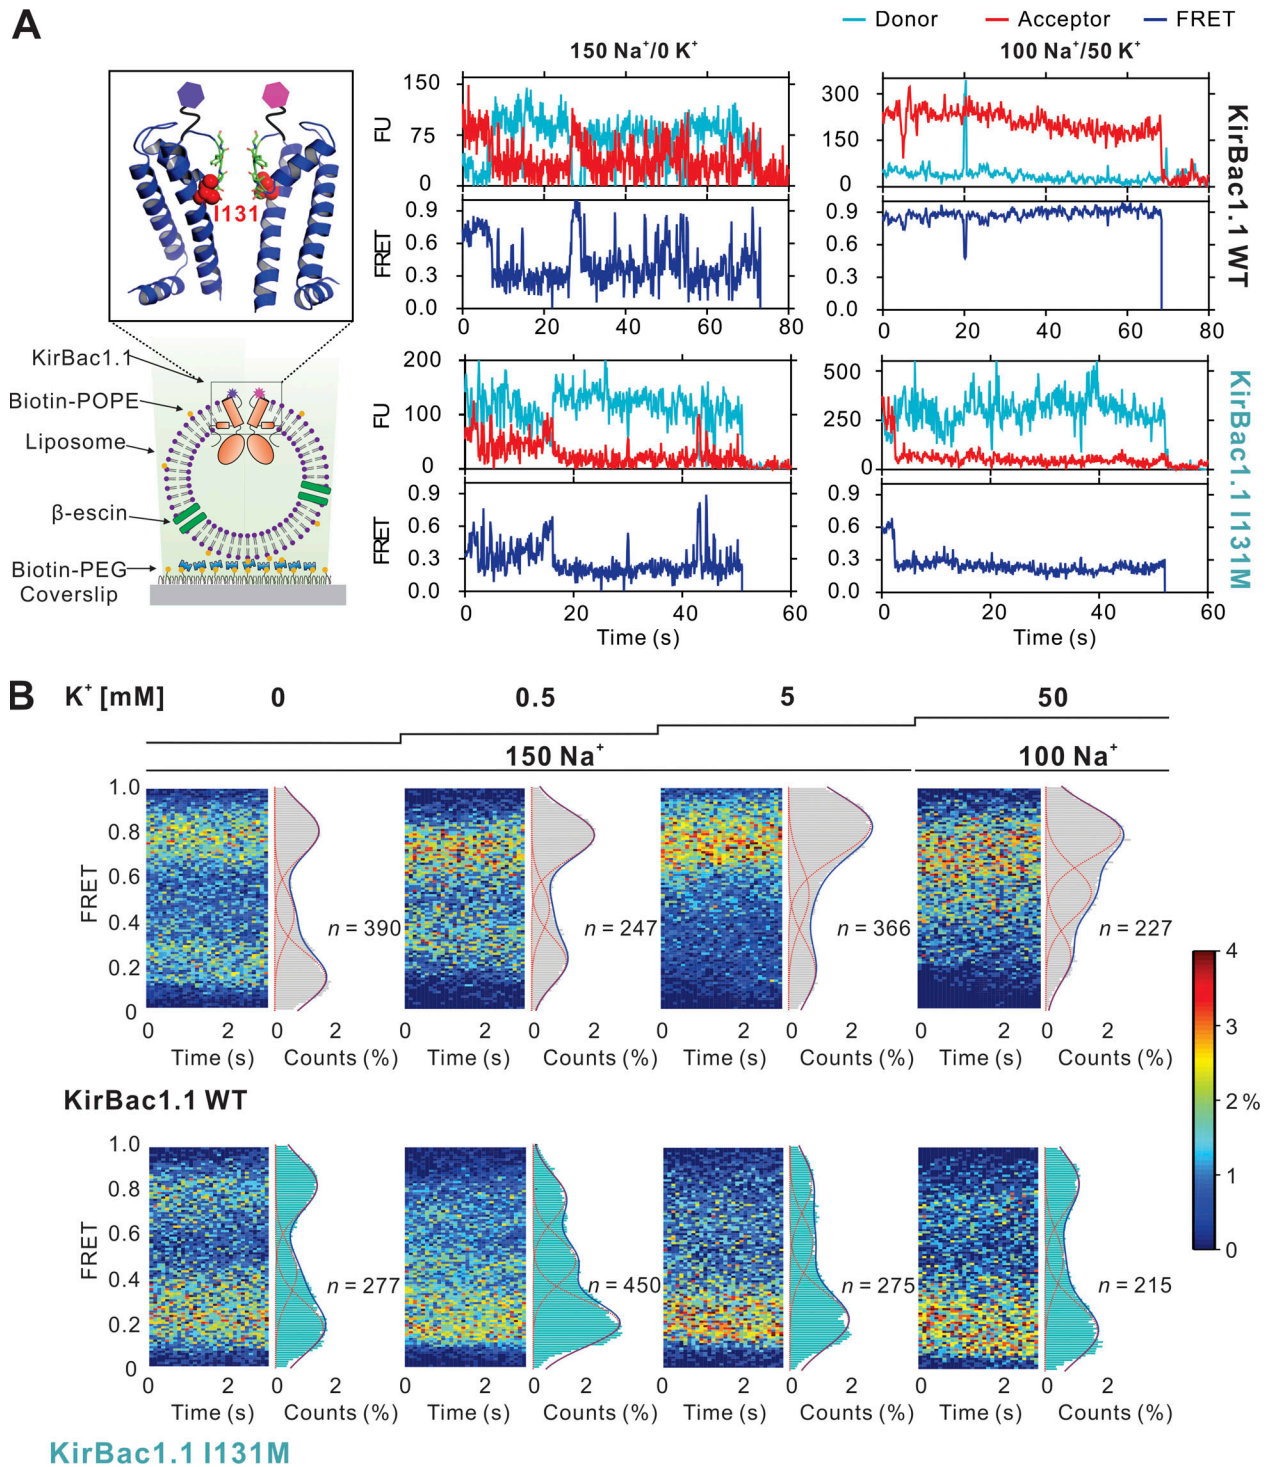 A
Donor Acceptor FRET
150 Na⁺/0 K⁺
100 Na⁺/50 K⁺
I131
KirBac1.1
Biotin-POPE
Liposome
β-escin
Biotin-PEG
Coverslip
FU
150
75
0
FRET
0.9
0.6
0.3
0.0
0 20 40 60 80
300
150
0
0.9
0.6
0.3
0.0
0 20 40 60 80
KirBac1.1 WT
FU
200
100
0
FRET
0.9
0.6
0.3
0.0
0 20 40 60
Time (s)
500
250
0
0.9
0.6
0.3
0.0
0 20 40 60
Time (s)
KirBac1.1 I131M
B
K⁺ [mM] 0 0.5 5 50
150 Na⁺ 100 Na⁺
FRET
1.0
0.8
0.6
0.4
0.2
0
n = 390 n = 247 n = 366 n = 227
0 2 0 2 0 2 0 2 0 2 0 2 0 2 0 2
Time (s) Counts (%) Time (s) Counts (%) Time (s) Counts (%) Time (s) Counts (%)
KirBac1.1 WT
4
3
2 %
1
0
FRET
1.0
0.8
0.6
0.4
0.2
0
n = 277 n = 450 n = 275 n = 215
0 2 0 2 0 2 0 2 0 2 0 2 0 2 0 2
Time (s) Counts (%) Time (s) Counts (%) Time (s) Counts (%) Time (s) Counts (%)
KirBac1.1 I131M